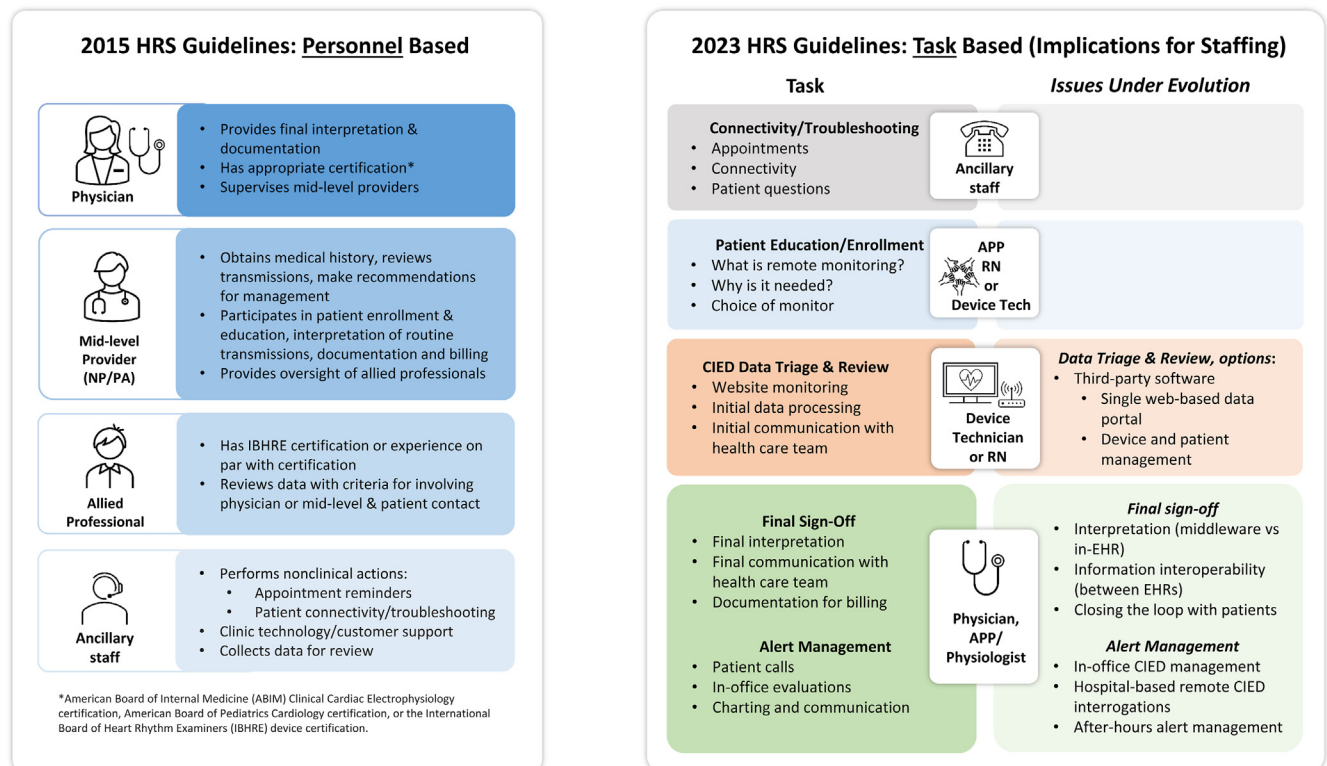 2015 HRS Guidelines: Personnel Based
Physician
• Provides final interpretation &
documentation
• Has appropriate certification*
• Supervises mid-level providers
Mid-level
Provider
(NP/PA)
• Obtains medical history, reviews
transmissions, make recommendations
for management
• Participates in patient enrollment &
education, interpretation of routine
transmissions, documentation and billing
• Provides oversight of allied professionals
Allied
Professional
• Has IBHRE certification or experience on
par with certification
• Reviews data with criteria for involving
physician or mid-level & patient contact
Ancillary
staff
• Performs nonclinical actions:
• Appointment reminders
• Patient connectivity/troubleshooting
• Clinic technology/customer support
• Collects data for review
*American Board of Internal Medicine (ABIM) Clinical Cardiac Electrophysiology
certification, American Board of Pediatrics Cardiology certification, or the International
Board of Heart Rhythm Examiners (IBHRE) device certification.
2023 HRS Guidelines: Task Based (Implications for Staffing)
Task
Issues Under Evolution
Connectivity/Troubleshooting
• Appointments
• Connectivity
• Patient questions
Ancillary
staff
Patient Education/Enrollment
• What is remote monitoring?
• Why is it needed?
• Choice of monitor
APP
RN
or
Device Tech
CIED Data Triage & Review
• Website monitoring
• Initial data processing
• Initial communication with
health care team
Device
Technician
or RN
Data Triage & Review, options:
• Third-party software
• Single web-based data
portal
• Device and patient
management
Final Sign-Off
• Final interpretation
• Final communication with
health care team
• Documentation for billing
Alert Management
• Patient calls
• In-office evaluations
• Charting and communication
Physician,
APP/
Physiologist
Final sign-off
• Interpretation (middleware vs
in-EHR)
• Information interoperability
(between EHRs)
• Closing the loop with patients
Alert Management
• In-office CIED management
• Hospital-based remote CIED
interrogations
• After-hours alert management